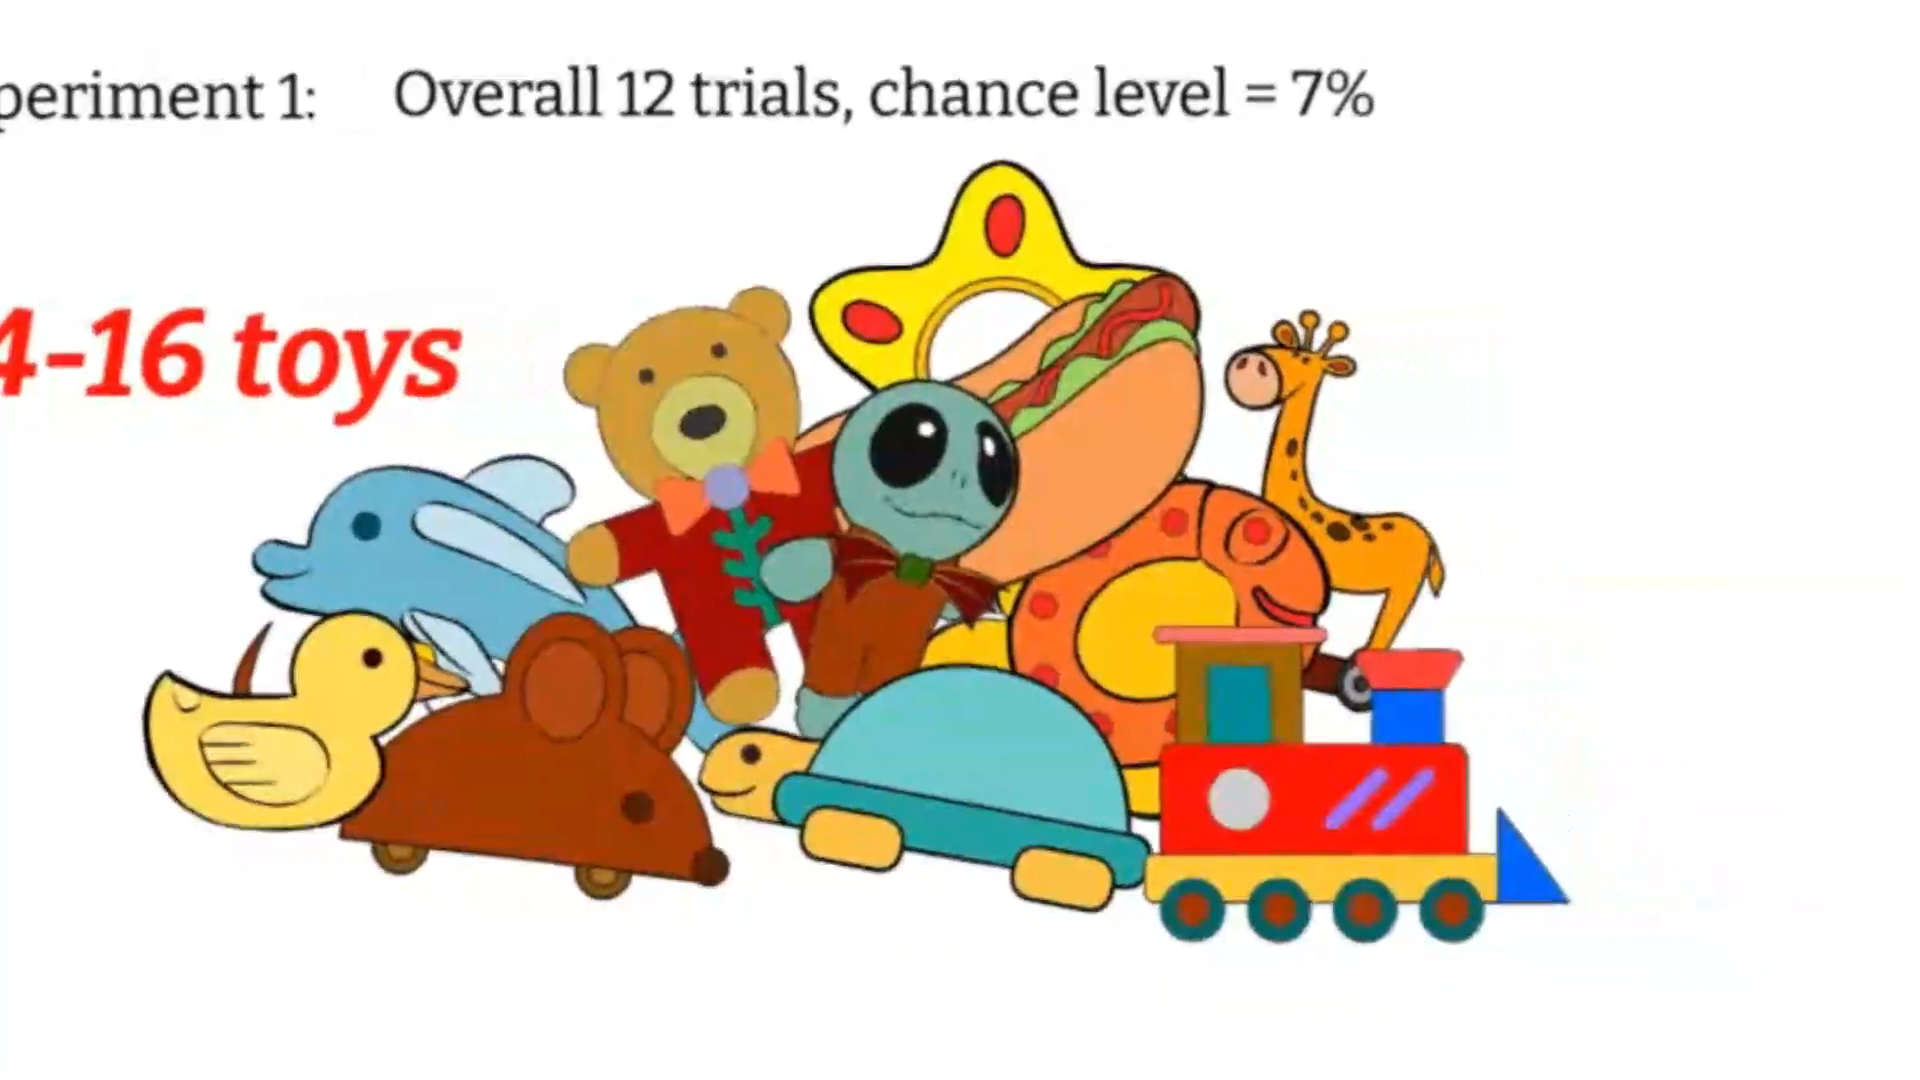 periment 1: Overall 12 trials, chance level = 7%
4-16 toys